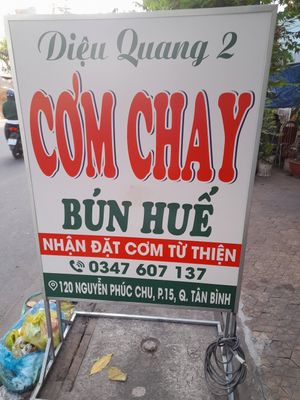 Diệu Quang 2
CƠM CHAY
BÚN HUẾ
NHẬN ĐẶT CƠM TỪ THIỆN
0347 607 137
120 NGUYỄN PHÚC CHU, P.15, Q. TÂN BÌNH